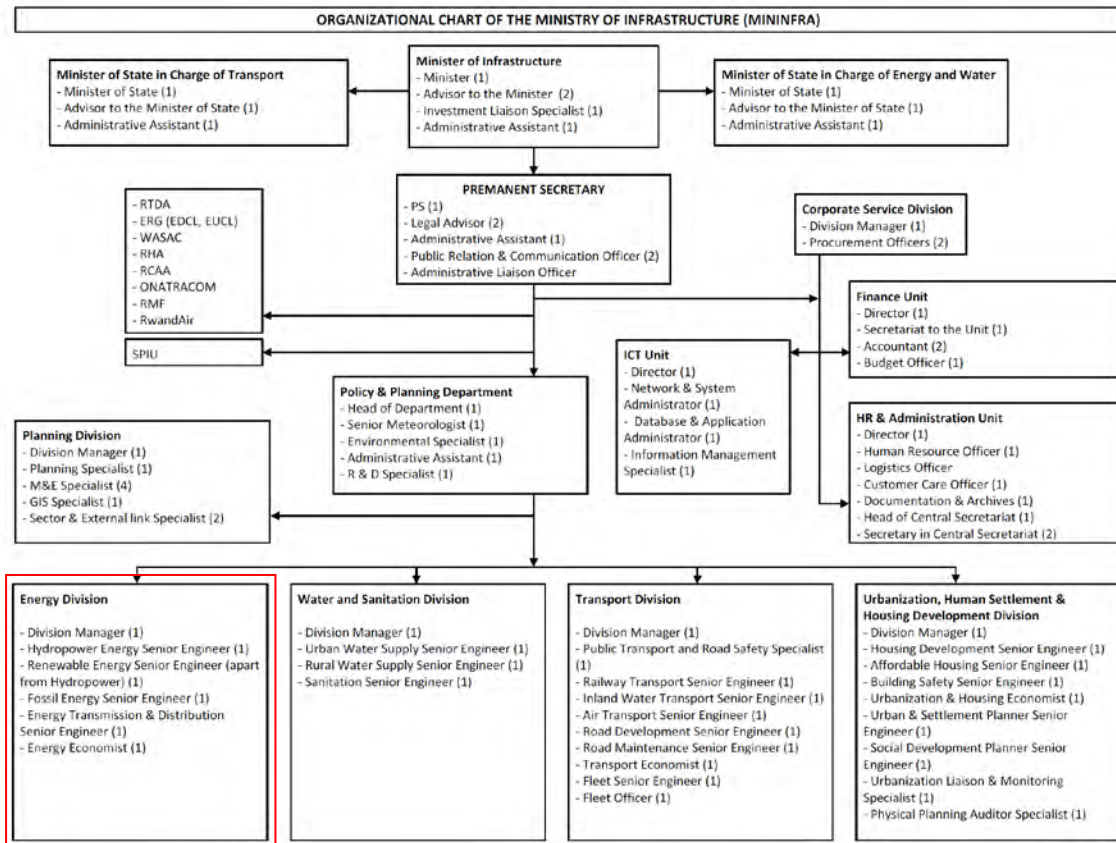 ORGANIZATIONAL CHART OF THE MINISTRY OF INFRASTRUCTURE (MININFRA)
Minister of State in Charge of Transport
- Minister of State (1)
- Advisor to the Minister of State (1)
- Administrative Assistant (1)
Minister of Infrastructure
- Minister (1)
- Advisor to the Minister (2)
- Investment Liaison Specialist (1)
- Administrative Assistant (1)
Minister of State in Charge of Energy and Water
- Minister of State (1)
- Advisor to the Minister of State (1)
- Administrative Assistant (1)
PREMANENT SECRETARY
- PS (1)
- Legal Advisor (2)
- Administrative Assistant (1)
- Public Relation & Communication Officer (2)
- Administrative Liaison Officer
- RTDA
- ERG (EDCL, EUCL)
- WASAC
- RHA
- RCAA
- ONATRACOM
- RMF
- RwandAir
SPIU
Corporate Service Division
- Division Manager (1)
- Procurement Officers (2)
Finance Unit
- Director (1)
- Secretariat to the Unit (1)
- Accountant (2)
- Budget Officer (1)
ICT Unit
- Director (1)
- Network & System
Administrator (1)
- Database & Application
Administrator (1)
- Information Management
Specialist (1)
HR & Administration Unit
- Director (1)
- Human Resource Officer (1)
- Logistics Officer
- Customer Care Officer (1)
- Documentation & Archives (1)
- Head of Central Secretariat (1)
- Secretary in Central Secretariat (2)
Policy & Planning Department
- Head of Department (1)
- Senior Meteorologist (1)
- Environmental Specialist (1)
- Administrative Assistant (1)
- R & D Specialist (1)
Planning Division
- Division Manager (1)
- Planning Specialist (1)
- M&E Specialist (4)
- GIS Specialist (1)
- Sector & External link Specialist (2)
Energy Division
- Division Manager (1)
- Hydropower Energy Senior Engineer (1)
- Renewable Energy Senior Engineer (apart
from Hydropower) (1)
- Fossil Energy Senior Engineer (1)
- Energy Transmission & Distribution
Senior Engineer (1)
- Energy Economist (1)
Water and Sanitation Division
- Division Manager (1)
- Urban Water Supply Senior Engineer (1)
- Rural Water Supply Senior Engineer (1)
- Sanitation Senior Engineer (1)
Transport Division
- Division Manager (1)
- Public Transport and Road Safety Specialist
(1)
- Railway Transport Senior Engineer (1)
- Inland Water Transport Senior Engineer (1)
- Air Transport Senior Engineer (1)
- Road Development Senior Engineer (1)
- Road Maintenance Senior Engineer (1)
- Transport Economist (1)
- Fleet Senior Engineer (1)
- Fleet Officer (1)
Urbanization, Human Settlement &
Housing Development Division
- Division Manager (1)
- Housing Development Senior Engineer (1)
- Affordable Housing Senior Engineer (1)
- Building Safety Senior Engineer (1)
- Urbanization & Housing Economist (1)
- Urban & Settlement Planner Senior
Engineer (1)
- Social Development Planner Senior
Engineer (1)
- Urbanization Liaison & Monitoring
Specialist (1)
- Physical Planning Auditor Specialist (1)